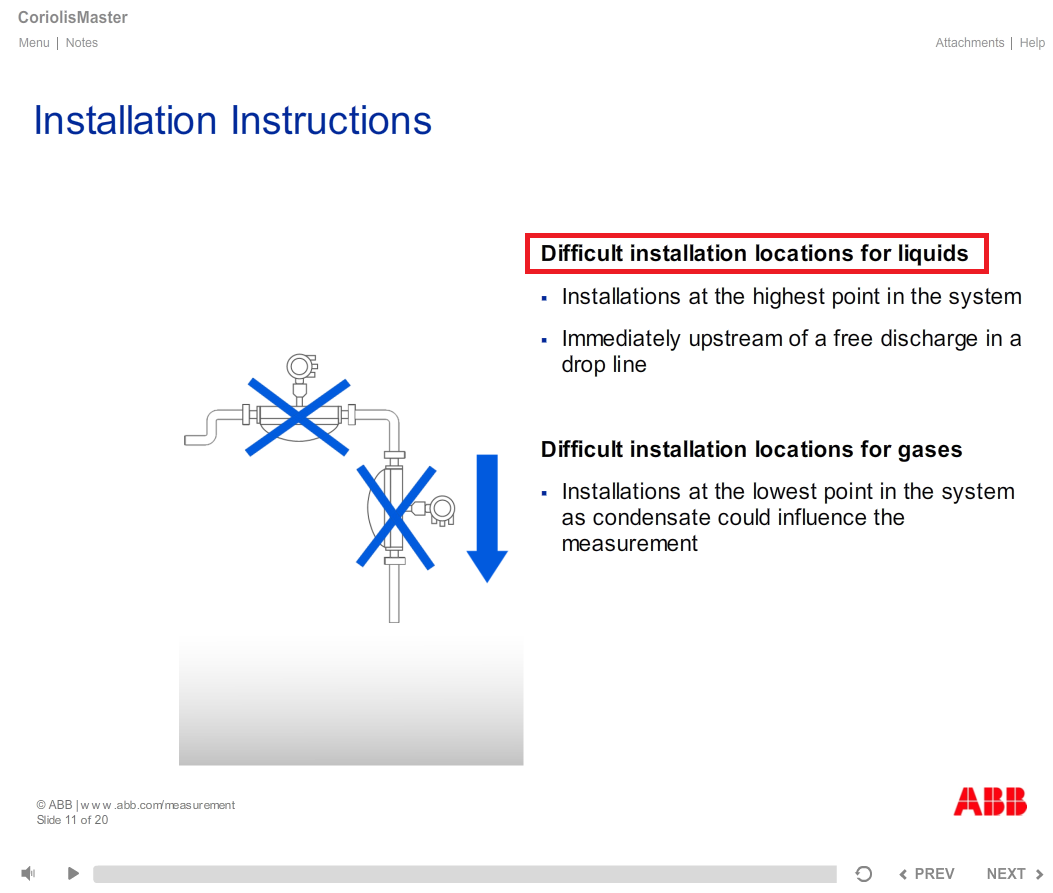 CoriolisMaster
Menu | Notes
Attachments | Help
Installation Instructions
Difficult installation locations for liquids
▪ Installations at the highest point in the system
▪ Immediately upstream of a free discharge in a
drop line
Difficult installation locations for gases
▪ Installations at the lowest point in the system
as condensate could influence the
measurement
© ABB | www.abb.com/measurement
Slide 11 of 20
ABB
PREV
NEXT